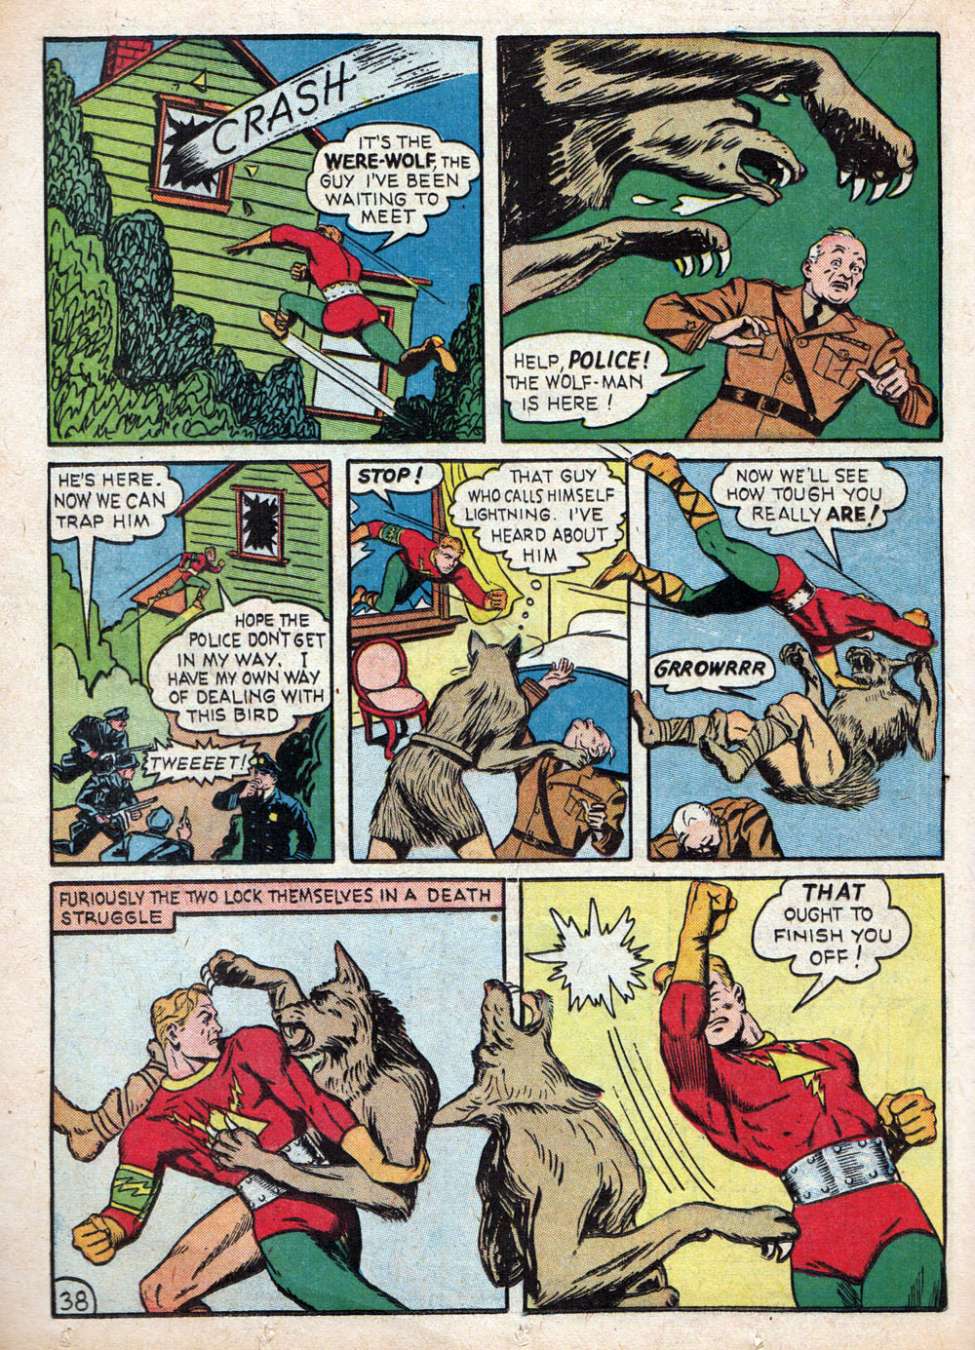 CRASH
IT'S THE
WERE-WOLF, THE
GUY I'VE BEEN
WAITING TO
MEET
HELP, POLICE!
THE WOLF-MAN
IS HERE!
HE'S HERE.
NOW WE CAN
TRAP HIM
HOPE THE
POLICE DON'T GET
IN MY WAY. I
HAVE MY OWN WAY
OF DEALING WITH
THIS BIRD
TWEEEET!
STOP!
THAT GUY
WHO CALLS HIMSELF
LIGHTNING. I'VE
HEARD ABOUT
HIM
NOW WE'LL SEE
HOW TOUGH YOU
REALLY ARE!
GRROWRRR
FURIOUSLY THE TWO LOCK THEMSELVES IN A DEATH
STRUGGLE
THAT
OUGHT TO
FINISH YOU
OFF!
38